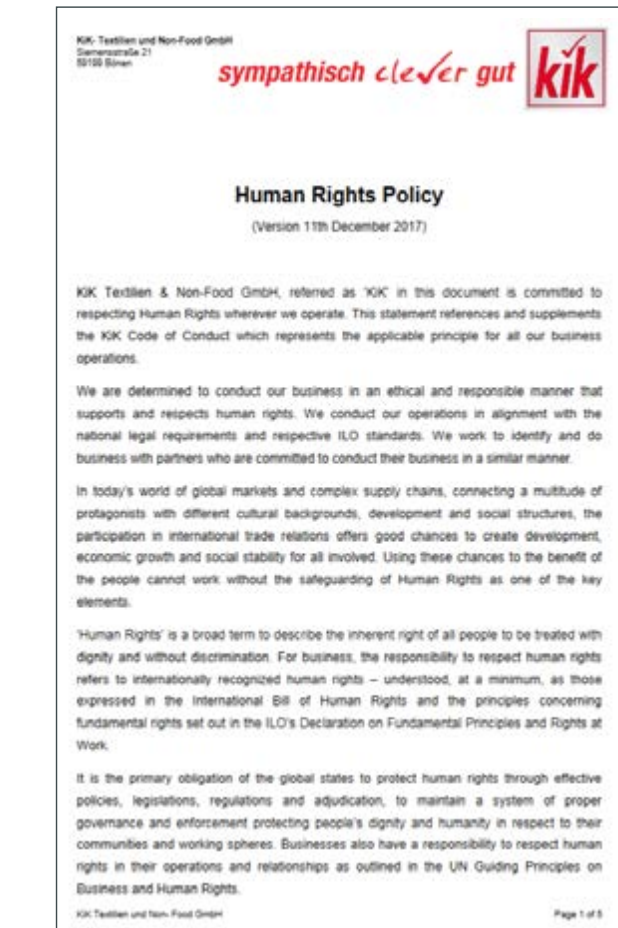 KiK- Textilien und Non-Food GmbH
Siemensstraße 21
59199 Bönen
sympathisch clever gut kik
Human Rights Policy
(Version 11th December 2017)
KiK Textilien & Non-Food GmbH, referred as 'KiK' in this document is committed to
respecting Human Rights wherever we operate. This statement references and supplements
the KiK Code of Conduct which represents the applicable principle for all our business
operations.
We are determined to conduct our business in an ethical and responsible manner that
supports and respects human rights. We conduct our operations in alignment with the
national legal requirements and respective ILO standards. We work to identify and do
business with partners who are committed to conduct their business in a similar manner.
In today's world of global markets and complex supply chains, connecting a multitude of
protagonists with different cultural backgrounds, development and social structures, the
participation in international trade relations offers good chances to create development,
economic growth and social stability for all involved. Using these chances to the benefit of
the people cannot work without the safeguarding of Human Rights as one of the key
elements.
'Human Rights' is a broad term to describe the inherent right of all people to be treated with
dignity and without discrimination. For business, the responsibility to respect human rights
refers to internationally recognized human rights – understood, at a minimum, as those
expressed in the International Bill of Human Rights and the principles concerning
fundamental rights set out in the ILO's Declaration on Fundamental Principles and Rights at
Work.
It is the primary obligation of the global states to protect human rights through effective
policies, legislations, regulations and adjudication, to maintain a system of proper
governance and enforcement protecting people's dignity and humanity in respect to their
communities and working spheres. Businesses also have a responsibility to respect human
rights in their operations and relationships as outlined in the UN Guiding Principles on
Business and Human Rights.
KiK Textilien und Non- Food GmbH Page 1 of 5